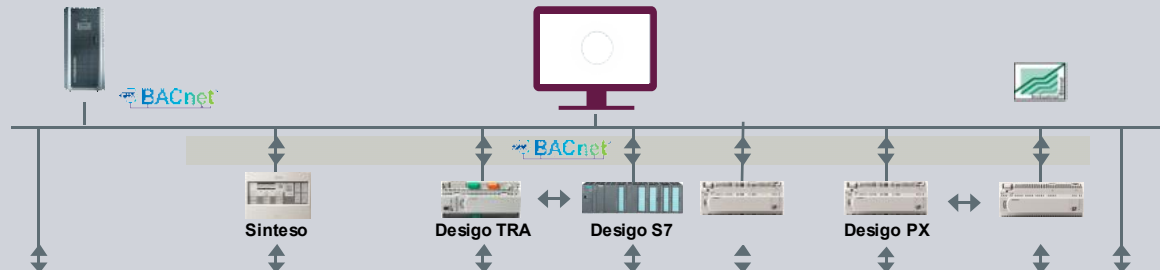 BACnet
BACnet
Sinteso
Desigo TRA
Desigo S7
Desigo PX